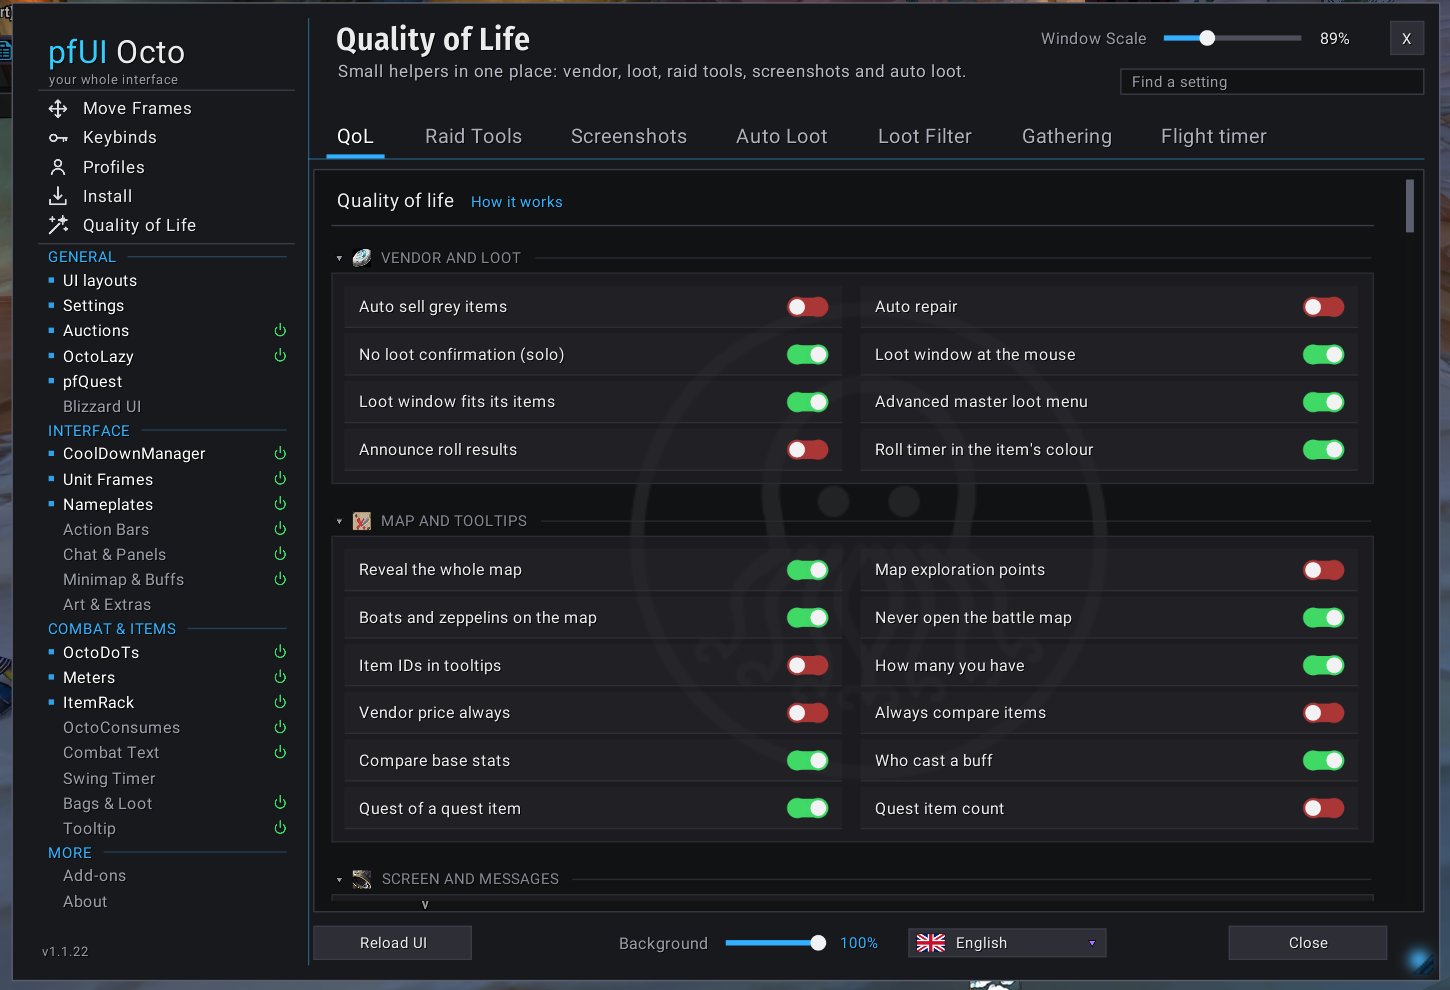 rt]
pfUI Octo
your whole interface
Move Frames
Keybinds
Profiles
Install
Quality of Life
GENERAL
UI layouts
Settings
Auctions
OctoLazy
pfQuest
Blizzard UI
INTERFACE
CoolDownManager
Unit Frames
Nameplates
Action Bars
Chat & Panels
Minimap & Buffs
Art & Extras
COMBAT & ITEMS
OctoDoTs
Meters
ItemRack
OctoConsumes
Combat Text
Swing Timer
Bags & Loot
Tooltip
MORE
Add-ons
About
v1.1.22
Quality of Life
Small helpers in one place: vendor, loot, raid tools, screenshots and auto loot.
Window Scale 89% X
Find a setting
QoL Raid Tools Screenshots Auto Loot Loot Filter Gathering Flight timer
Quality of life How it works
VENDOR AND LOOT
Auto sell grey items Auto repair
No loot confirmation (solo) Loot window at the mouse
Loot window fits its items Advanced master loot menu
Announce roll results Roll timer in the item's colour
MAP AND TOOLTIPS
Reveal the whole map Map exploration points
Boats and zeppelins on the map Never open the battle map
Item IDs in tooltips How many you have
Vendor price always Always compare items
Compare base stats Who cast a buff
Quest of a quest item Quest item count
SCREEN AND MESSAGES
v
Reload UI Background 100% English Close